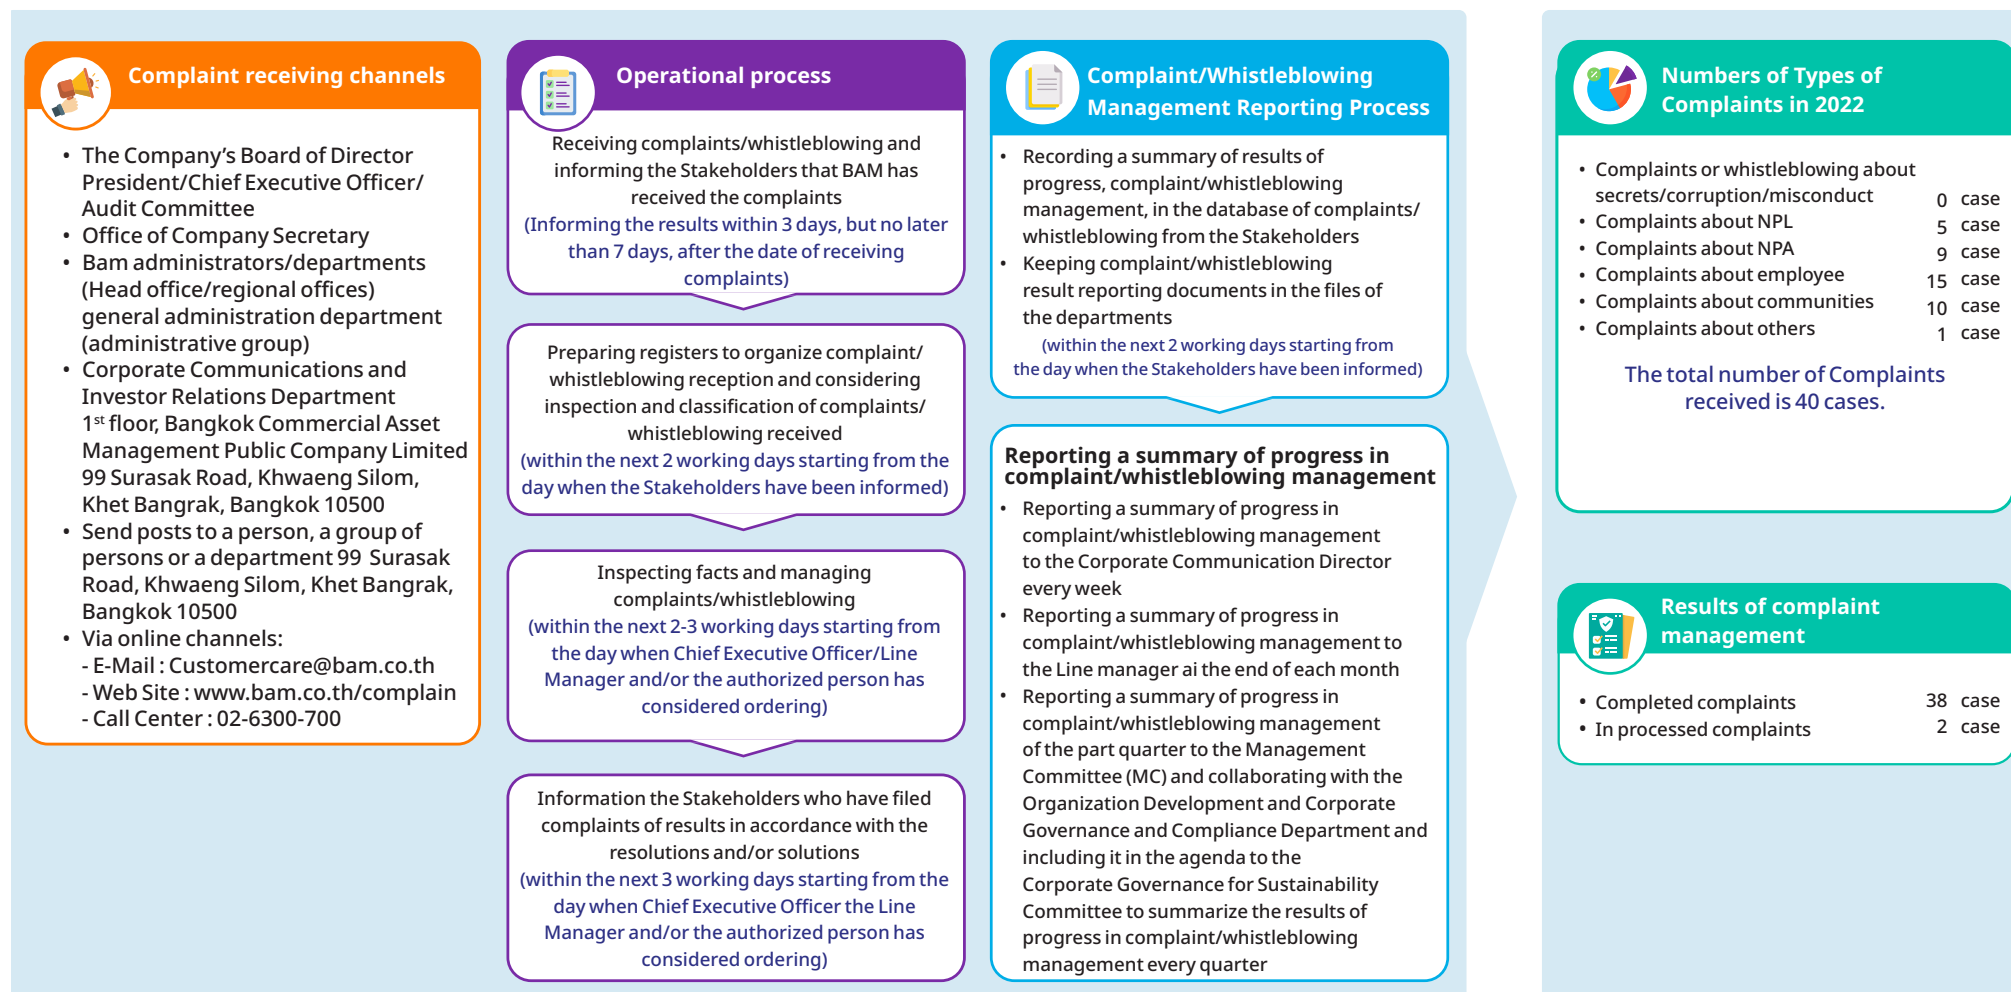 Complaint receiving channels
• The Company's Board of Director
President/Chief Executive Officer/
Audit Committee
• Office of Company Secretary
• Bam administrators/departments
(Head office/regional offices)
general administration department
(administrative group)
• Corporate Communications and
Investor Relations Department
1st floor, Bangkok Commercial Asset
Management Public Company Limited
99 Surasak Road, Khwaeng Silom,
Khet Bangrak, Bangkok 10500
• Send posts to a person, a group of
persons or a department 99 Surasak
Road, Khwaeng Silom, Khet Bangrak,
Bangkok 10500
• Via online channels:
- E-Mail : Customercare@bam.co.th
- Web Site : www.bam.co.th/complain
- Call Center : 02-6300-700
Operational process
Receiving complaints/whistleblowing and
informing the Stakeholders that BAM has
received the complaints
(Informing the results within 3 days, but no later
than 7 days, after the date of receiving
complaints)
Preparing registers to organize complaint/
whistleblowing reception and considering
inspection and classification of complaints/
whistleblowing received
(within the next 2 working days starting from the
day when the Stakeholders have been informed)
Inspecting facts and managing
complaints/whistleblowing
(within the next 2-3 working days starting from
the day when Chief Executive Officer/Line
Manager and/or the authorized person has
considered ordering)
Information the Stakeholders who have filed
complaints of results in accordance with the
resolutions and/or solutions
(within the next 3 working days starting from the
day when Chief Executive Officer the Line
Manager and/or the authorized person has
considered ordering)
Complaint/Whistleblowing
Management Reporting Process
• Recording a summary of results of
progress, complaint/whistleblowing
management, in the database of complaints/
whistleblowing from the Stakeholders
• Keeping complaint/whistleblowing
result reporting documents in the files of
the departments
(within the next 2 working days starting from
the day when the Stakeholders have been informed)
Reporting a summary of progress in
complaint/whistleblowing management
• Reporting a summary of progress in
complaint/whistleblowing management
to the Corporate Communication Director
every week
• Reporting a summary of progress in
complaint/whistleblowing management to
the Line manager ai the end of each month
• Reporting a summary of progress in
complaint/whistleblowing management
of the part quarter to the Management
Committee (MC) and collaborating with the
Organization Development and Corporate
Governance and Compliance Department and
including it in the agenda to the
Corporate Governance for Sustainability
Committee to summarize the results of
progress in complaint/whistleblowing
management every quarter
Numbers of Types of
Complaints in 2022
• Complaints or whistleblowing about
secrets/corruption/misconduct 0 case
• Complaints about NPL 5 case
• Complaints about NPA 9 case
• Complaints about employee 15 case
• Complaints about communities 10 case
• Complaints about others 1 case
The total number of Complaints
received is 40 cases.
Results of complaint
management
• Completed complaints 38 case
• In processed complaints 2 case